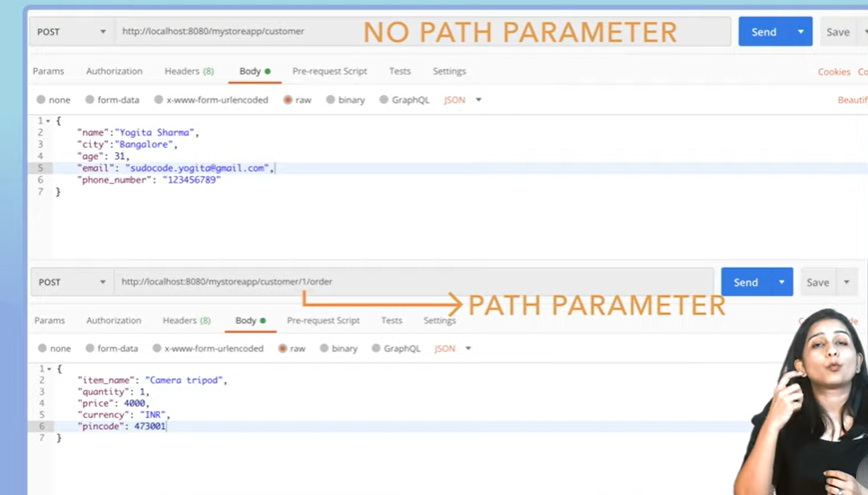 POST http://localhost:8080/mystoreapp/customer NO PATH PARAMETER Send Save
Params Authorization Headers (8) Body Pre-request Script Tests Settings Cookies Co
none form-data x-www-form-urlencoded raw binary GraphQL JSON Beautif
1 {
2 "name":"Yogita Sharma",
3 "city":"Bangalore",
4 "age": 31,
5 "email": "sudocode.yogita@gmail.com",
6 "phone_number": "123456789"
7 }
POST http://localhost:8080/mystoreapp/customer/1/order Send Save
PATH PARAMETER
Params Authorization Headers (8) Body Pre-request Script Tests Settings
none form-data x-www-form-urlencoded raw binary GraphQL JSON
1 {
2 "item_name": "Camera tripod",
3 "quantity": 1,
4 "price": 4000,
5 "currency": "INR",
6 "pincode": 473001
7 }